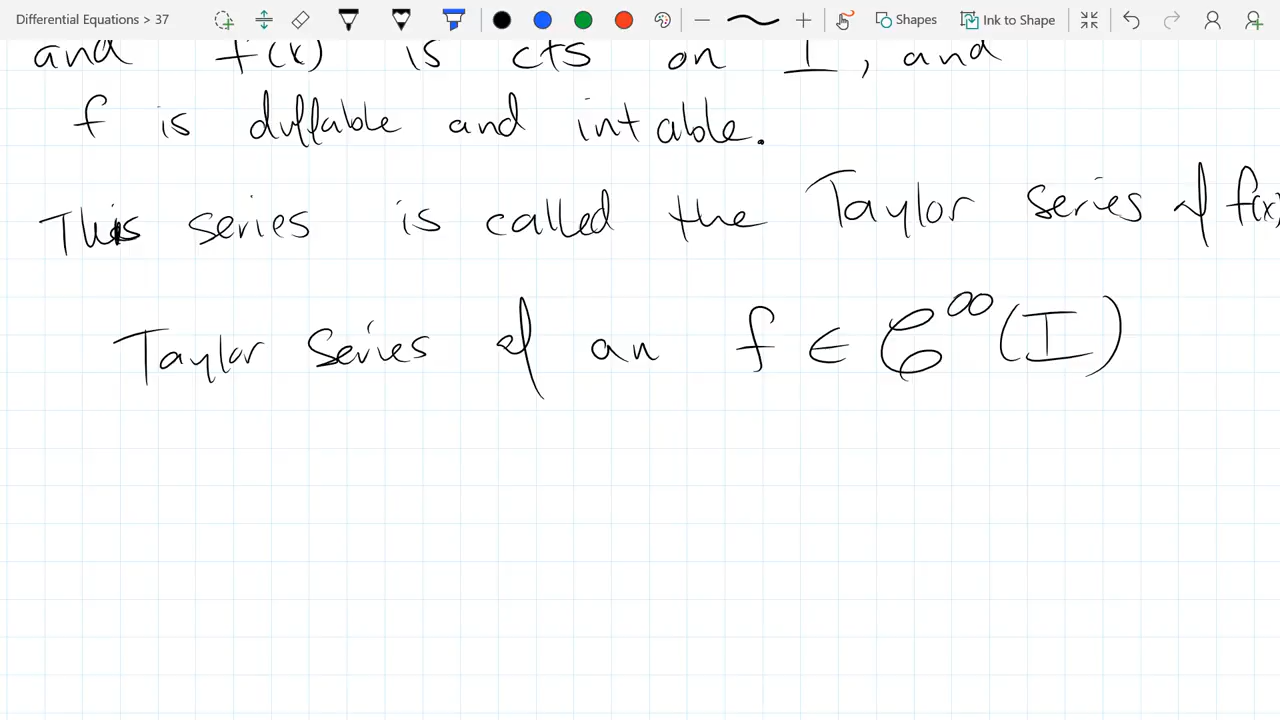 Differential Equations > 37
Shapes
Ink to Shape
and f(x) is cts on I, and
f is diffable and intable.
This series is called the Taylor series of f(x)
Taylor Series of an f ∈ C^∞(I)